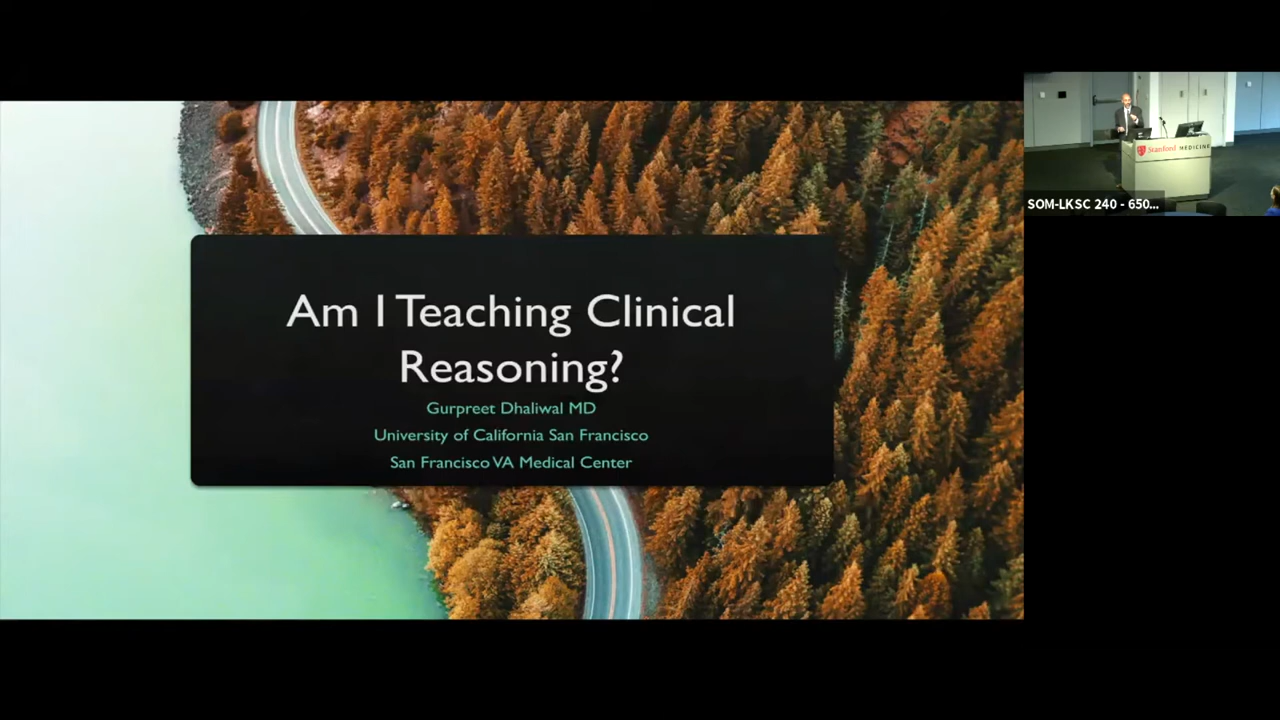 Am I Teaching Clinical
Reasoning?
Gurpreet Dhaliwal MD
University of California San Francisco
San Francisco VA Medical Center
Stanford MEDICINE
SOM-LKSC 240 - 650...